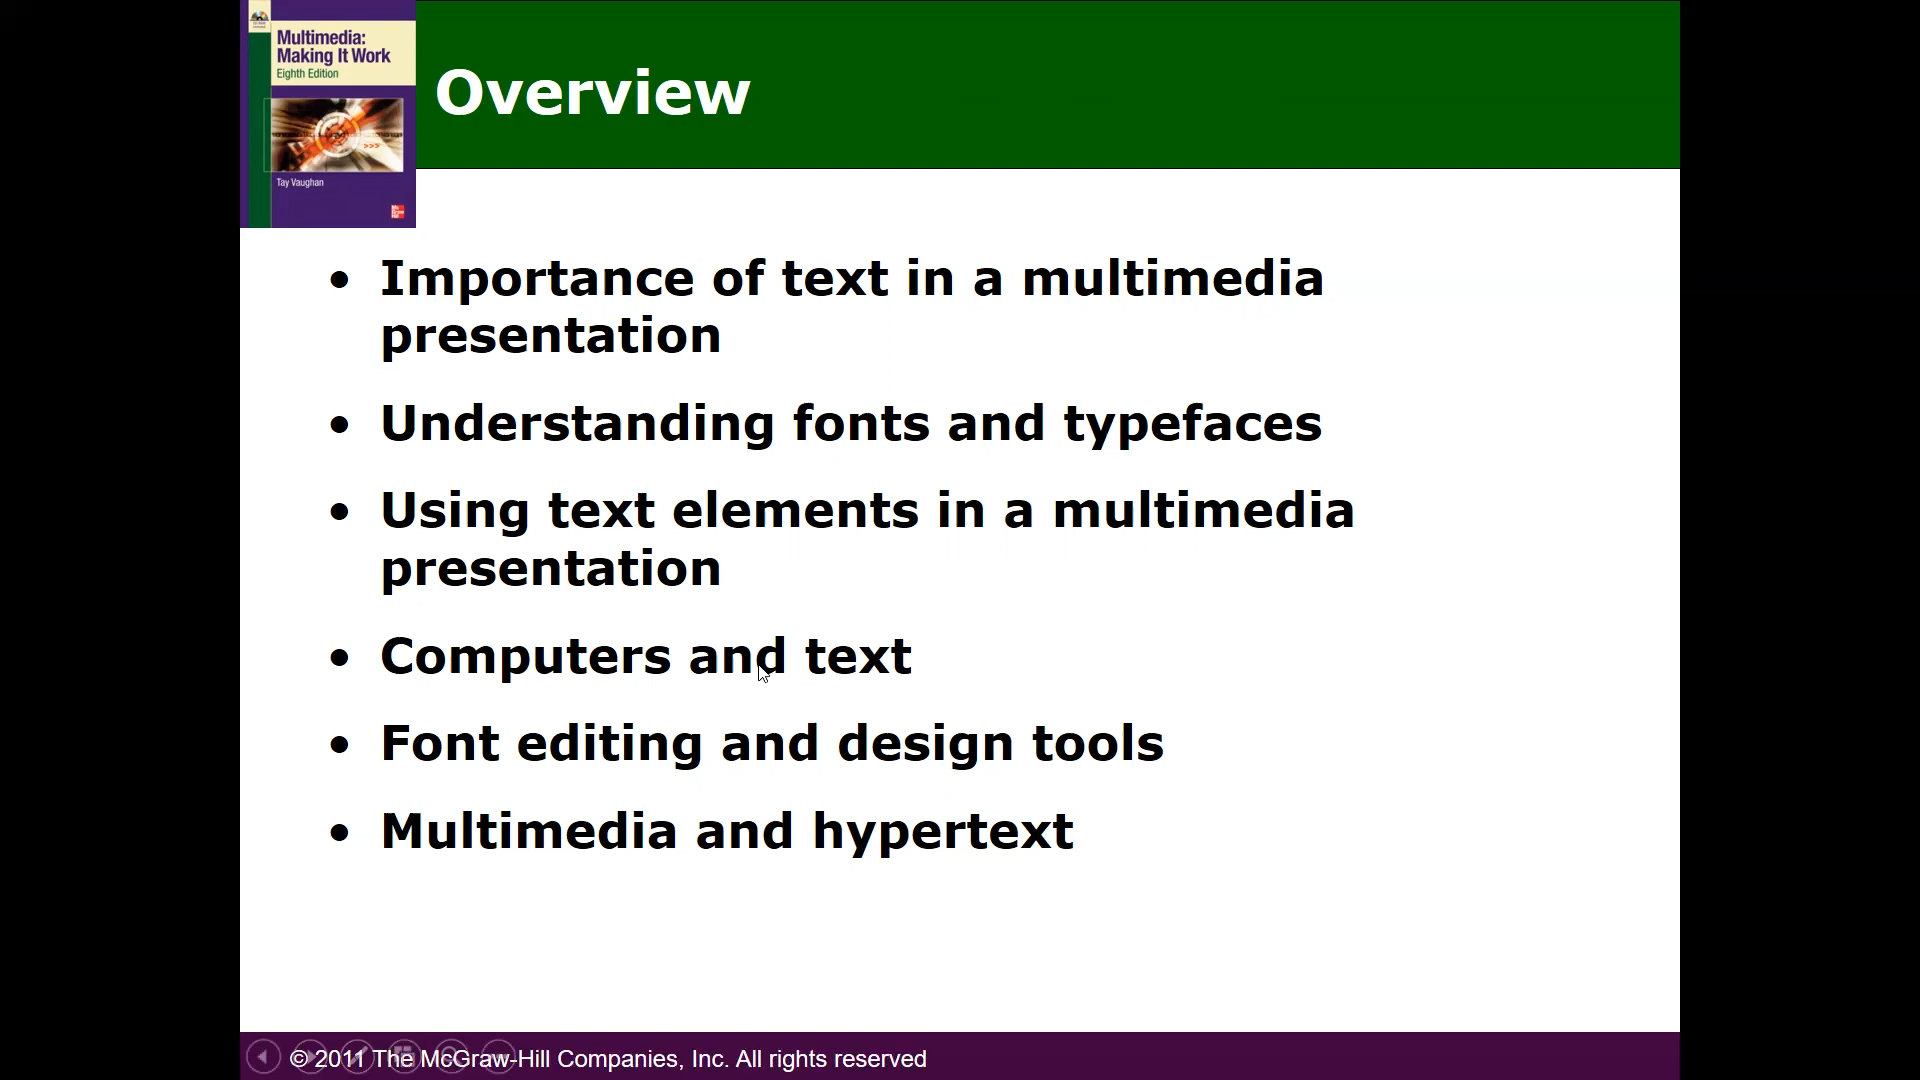 Multimedia:
Making It Work
Eighth Edition
Tay Vaughan
Overview
• Importance of text in a multimedia
presentation
• Understanding fonts and typefaces
• Using text elements in a multimedia
presentation
• Computers and text
• Font editing and design tools
• Multimedia and hypertext
© 2011 The McGraw-Hill Companies, Inc. All rights reserved